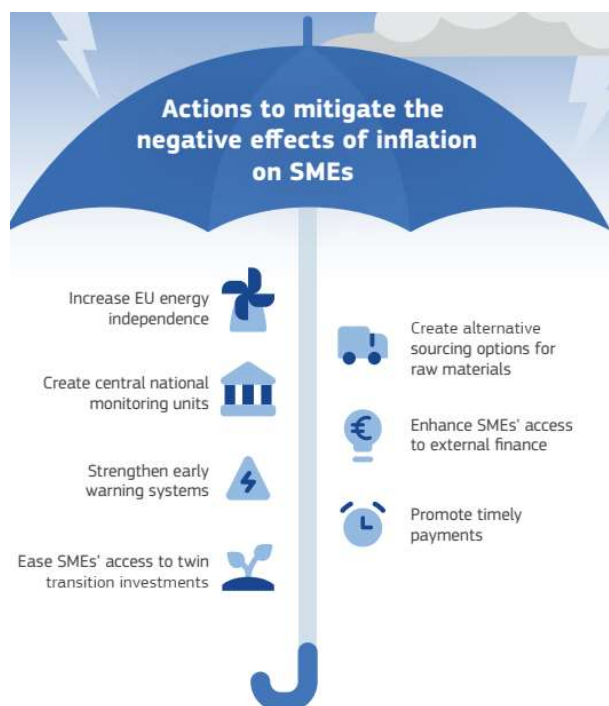 Actions to mitigate the
negative effects of inflation
on SMEs
Increase EU energy
independence
Create central national
monitoring units
Strengthen early
warning systems
Ease SMEs' access to twin
transition investments
Create alternative
sourcing options for
raw materials
€
Enhance SMEs' access
to external finance
Promote timely
payments